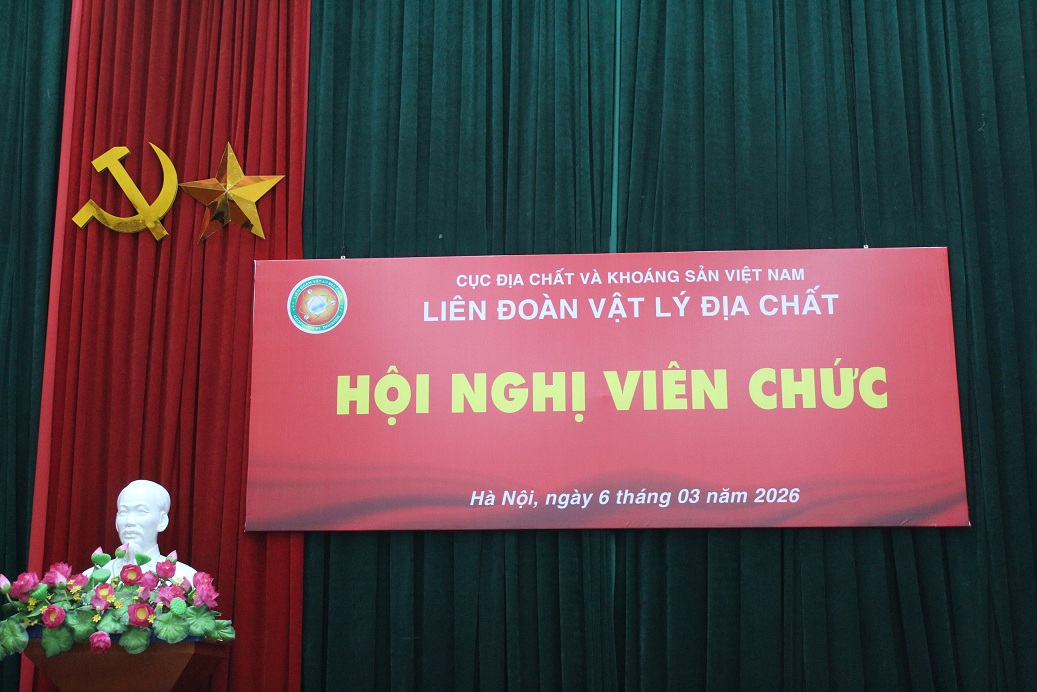 CỤC ĐỊA CHẤT VÀ KHOÁNG SẢN VIỆT NAM
LIÊN ĐOÀN VẬT LÝ ĐỊA CHẤT
HỘI NGHỊ VIÊN CHỨC
Hà Nội, ngày 6 tháng 03 năm 2026